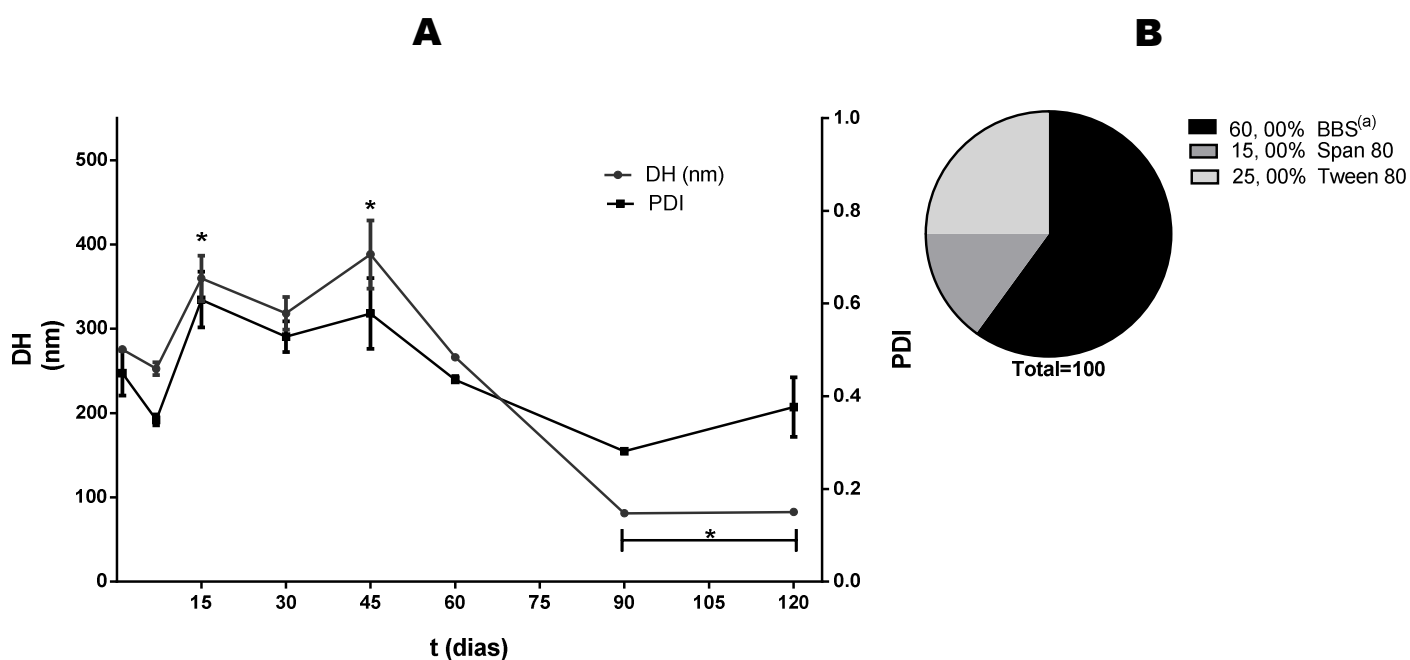 A
B
500
400
300
200
100
0
DH
(nm)
*
*
*
DH (nm)
PDI
1.0
0.8
0.6
0.4
0.2
0.0
PDI
15
30
45
60
75
90
105
120
t (dias)
60, 00% BBS(a)
15, 00% Span 80
25, 00% Tween 80
Total=100